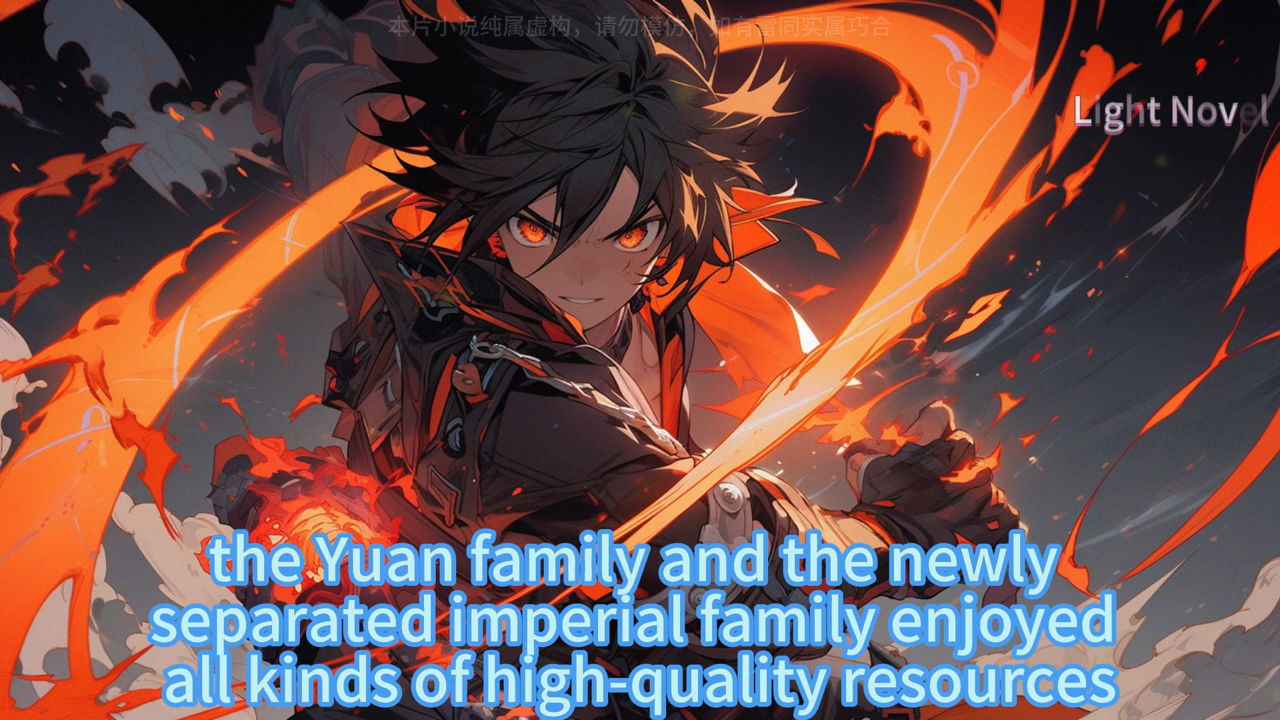 本片小说纯属虚构，请勿模仿，如有雷同实属巧合
Light Novel
the Yuan family and the newly
separated imperial family enjoyed
all kinds of high-quality resources